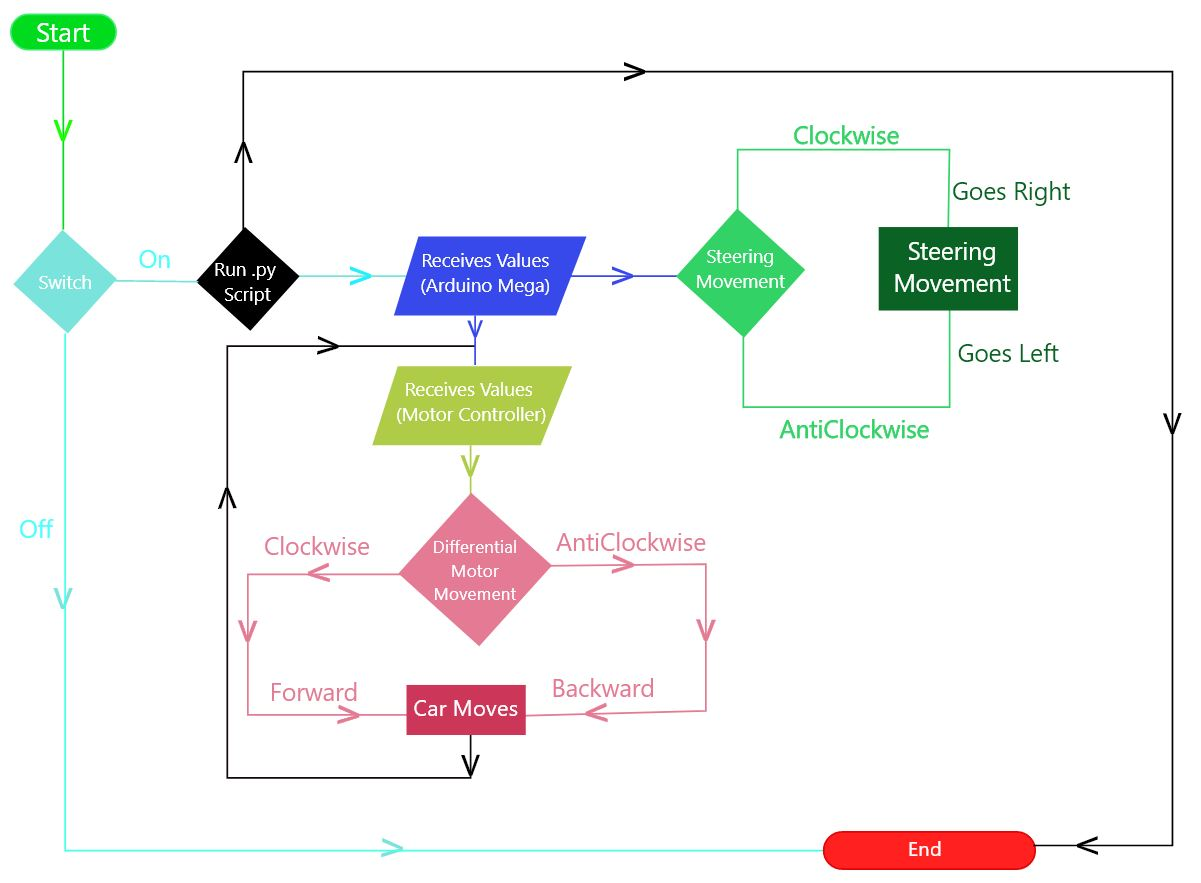 Start
Clockwise
Goes Right
On
Switch
Run .py
Script
Receives Values
(Arduino Mega)
Steering
Movement
Steering
Movement
Goes Left
Receives Values
(Motor Controller)
AntiClockwise
Off
Clockwise
AntiClockwise
Differential
Motor
Movement
Forward
Backward
Car Moves
End